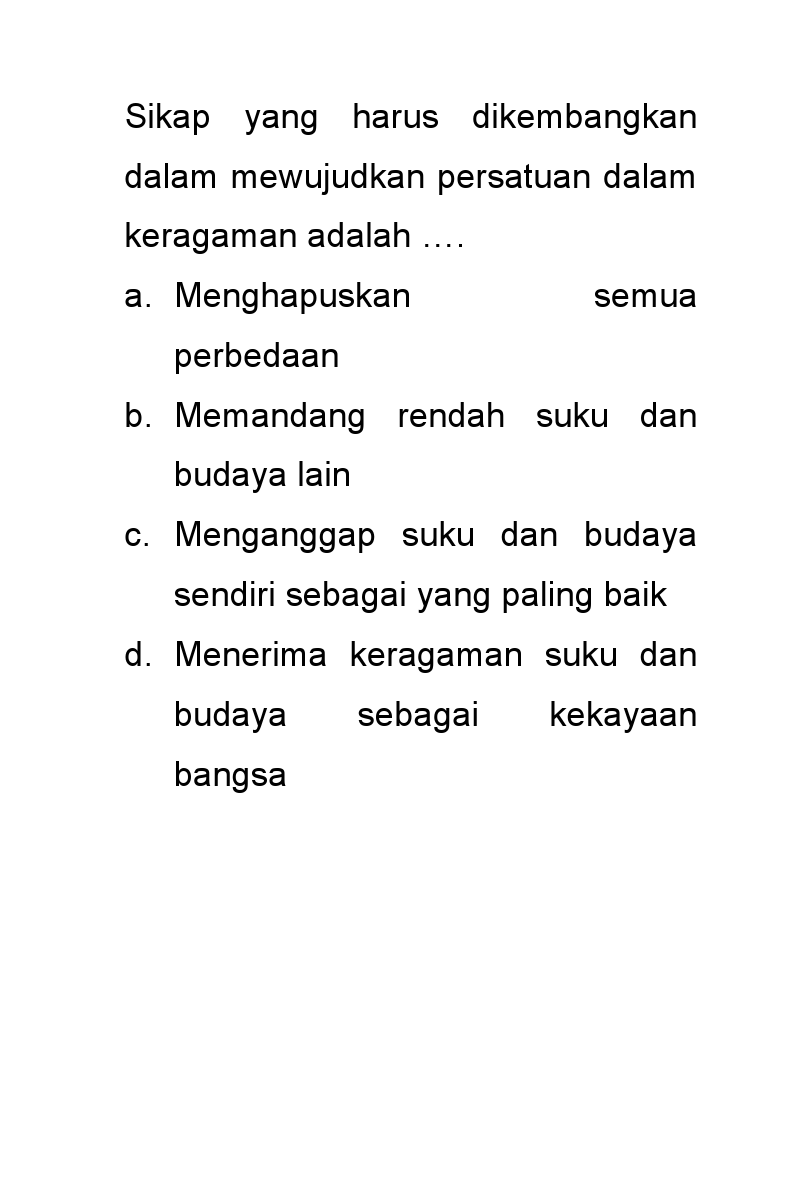 Sikap yang harus dikembangkan
dalam mewujudkan persatuan dalam
keragaman adalah ….
a. Menghapuskan semua
perbedaan
b. Memandang rendah suku dan
budaya lain
c. Menganggap suku dan budaya
sendiri sebagai yang paling baik
d. Menerima keragaman suku dan
budaya sebagai kekayaan
bangsa